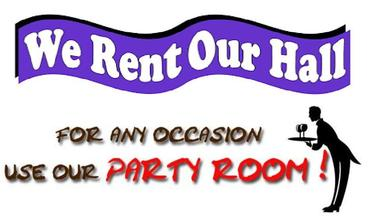 We Rent Our Hall
FOR ANY OCCASION
USE OUR PARTY ROOM !